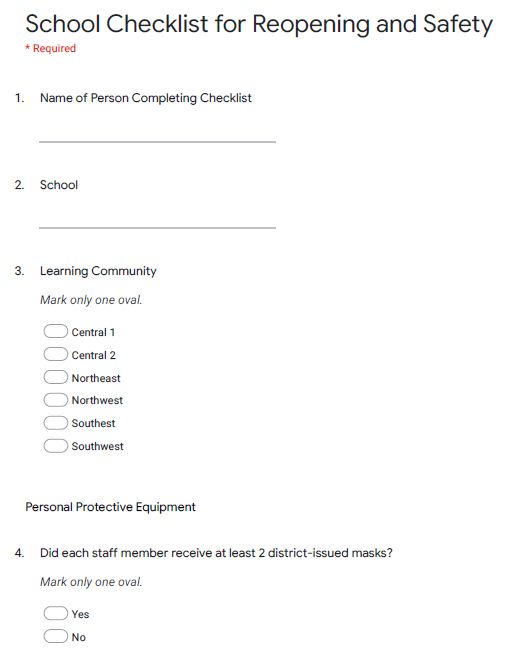 School Checklist for Reopening and Safety
* Required
1. Name of Person Completing Checklist
2. School
3. Learning Community
Mark only one oval.
Central 1
Central 2
Northeast
Northwest
Southest
Southwest
Personal Protective Equipment
4. Did each staff member receive at least 2 district-issued masks?
Mark only one oval.
Yes
No